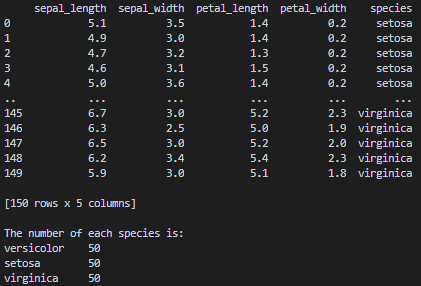 sepal_length sepal_width petal_length petal_width species
0 5.1 3.5 1.4 0.2 setosa
1 4.9 3.0 1.4 0.2 setosa
2 4.7 3.2 1.3 0.2 setosa
3 4.6 3.1 1.5 0.2 setosa
4 5.0 3.6 1.4 0.2 setosa
.. ... ... ... ... ...
145 6.7 3.0 5.2 2.3 virginica
146 6.3 2.5 5.0 1.9 virginica
147 6.5 3.0 5.2 2.0 virginica
148 6.2 3.4 5.4 2.3 virginica
149 5.9 3.0 5.1 1.8 virginica
[150 rows x 5 columns]
The number of each species is:
versicolor 50
setosa 50
virginica 50